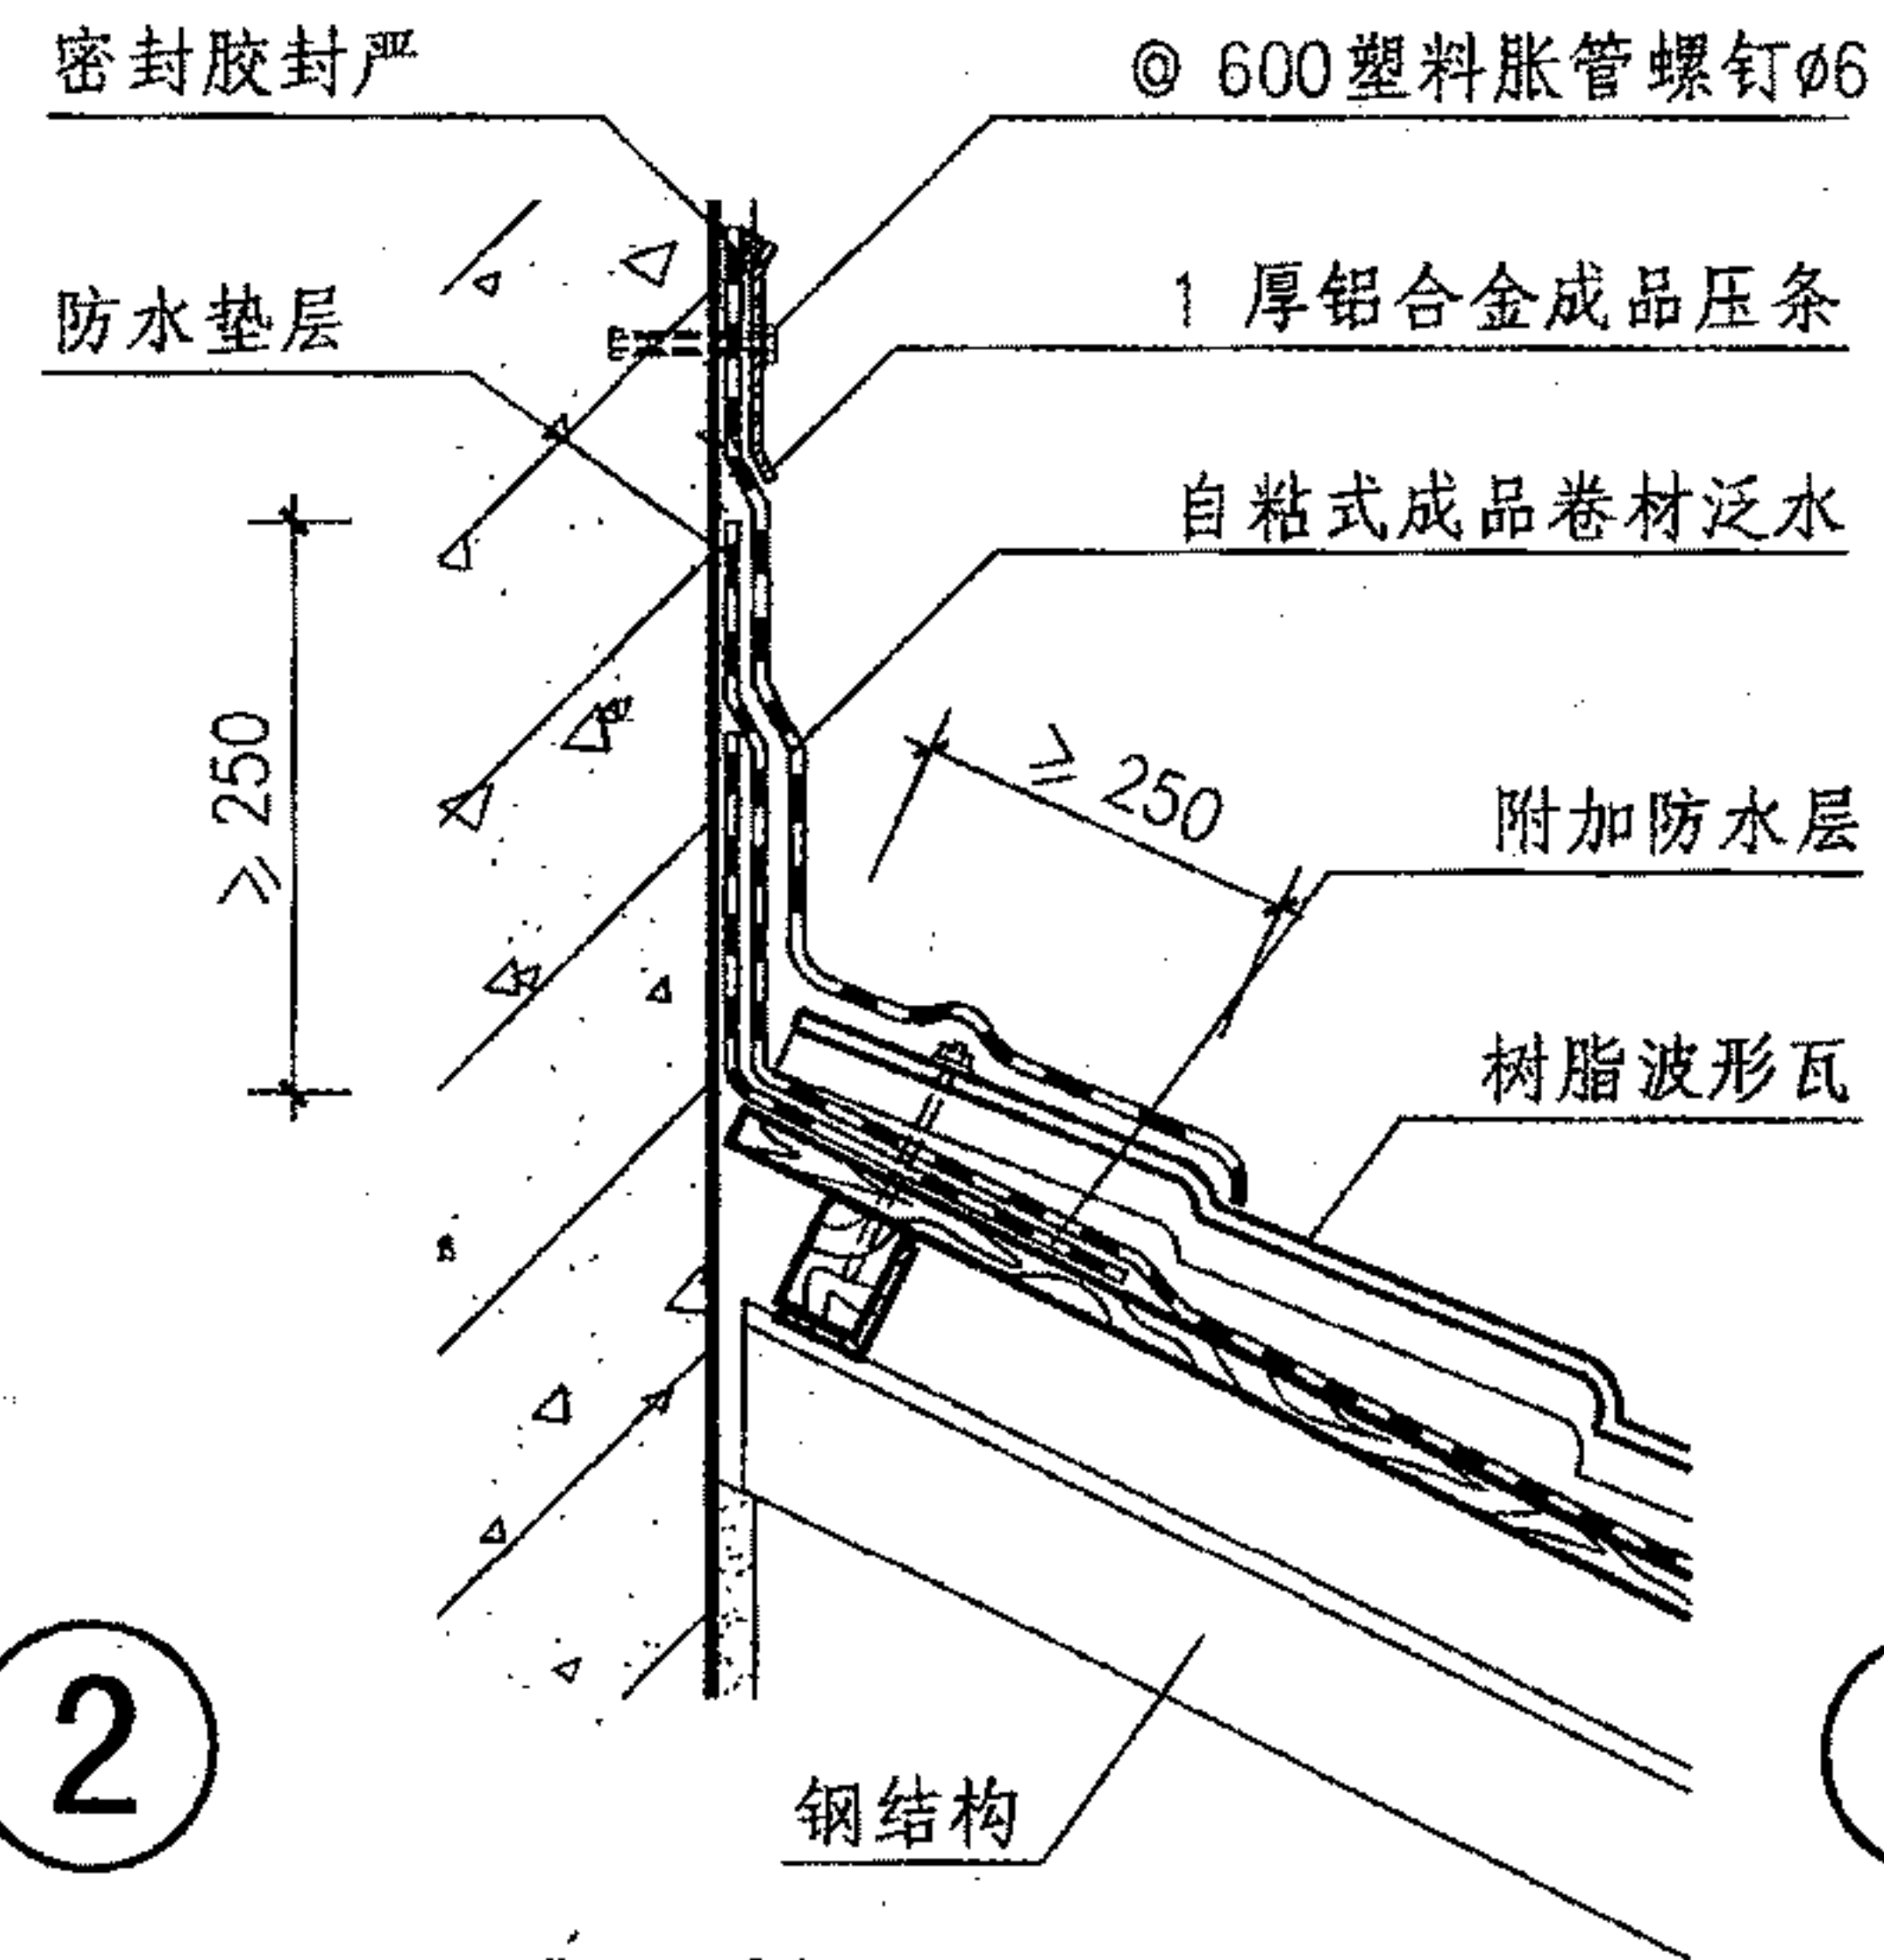 密封胶封严
@ 600塑料胀管螺钉ø6
防水垫层
1 厚铝合金成品压条
自粘式成品卷材泛水
≥ 250
≥ 250
附加防水层
树脂波形瓦
钢结构
2